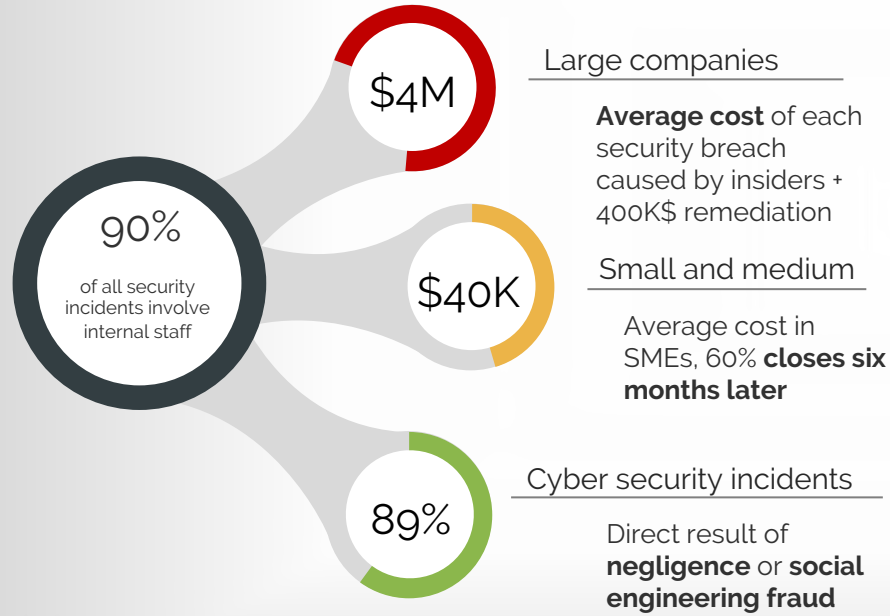 90%
of all security
incidents involve
internal staff
$4M
Large companies
Average cost of each
security breach
caused by insiders +
400K$ remediation
$40K
Small and medium
Average cost in
SMEs, 60% closes six
months later
89%
Cyber security incidents
Direct result of
negligence or social
engineering fraud